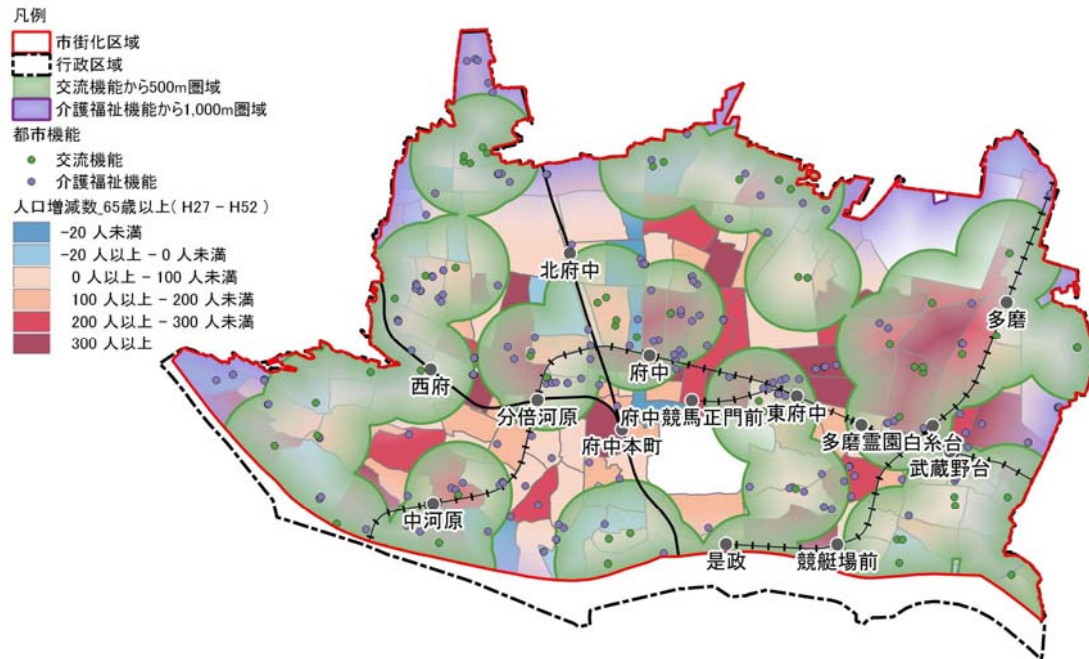 凡例
市街化区域
行政区域
交流機能から500m圏域
介護福祉機能から1,000m圏域
都市機能
交流機能
介護福祉機能
人口増減数_65歳以上( H27 - H52 )
-20 人未満
-20 人以上 - 0 人未満
0 人以上 - 100 人未満
100 人以上 - 200 人未満
200 人以上 - 300 人未満
300 人以上
北府中
多磨
西府
府中
分倍河原
府中競馬正門前
東府中
府中本町
多磨霊園
白糸台
武蔵野台
中河原
是政
競艇場前